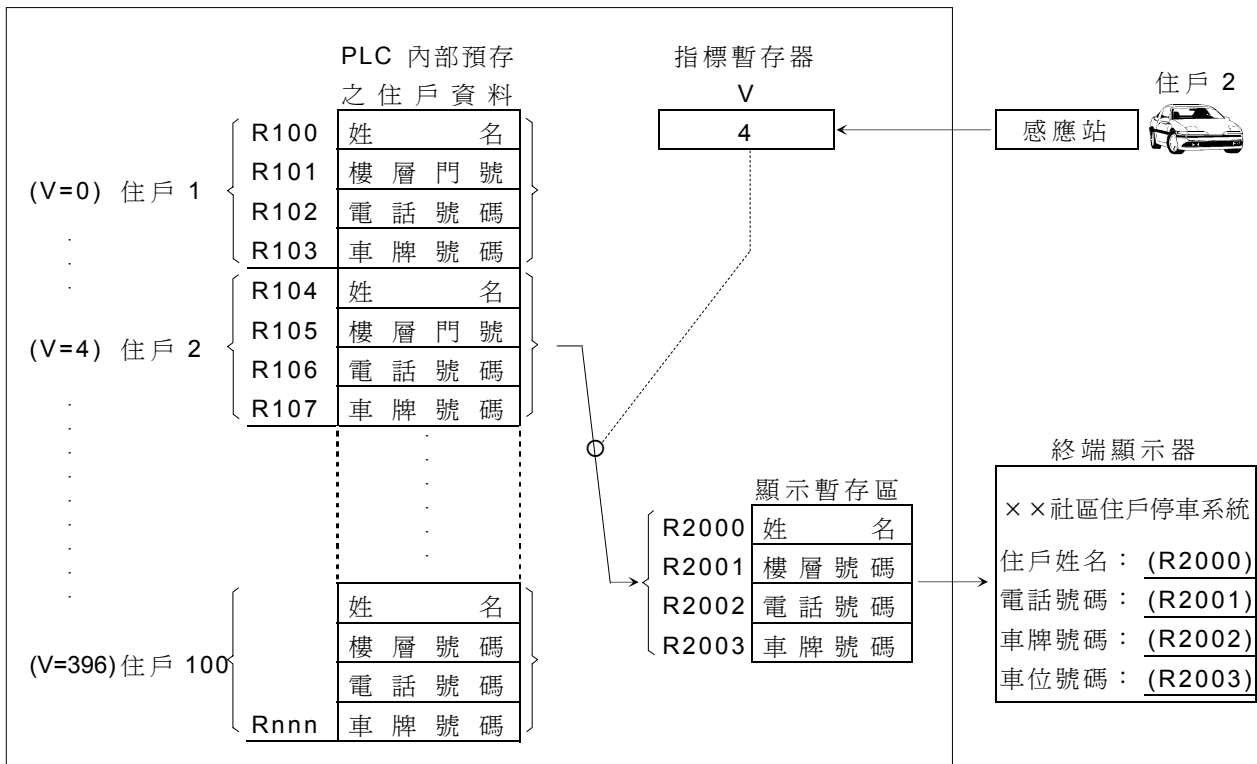 PLC 內部預存
之住戶資料
R100 姓名
R101 樓層門號
R102 電話號碼
R103 車牌號碼
(V=0) 住戶 1
R104 姓名
R105 樓層門號
R106 電話號碼
R107 車牌號碼
(V=4) 住戶 2
姓名
樓層號碼
電話號碼
Rnnn 車牌號碼
(V=396) 住戶 100
指標暫存器
V
4
感應站
住戶 2
顯示暫存區
R2000 姓名
R2001 樓層號碼
R2002 電話號碼
R2003 車牌號碼
終端顯示器
××社區住戶停車系統
住戶姓名： (R2000)
電話號碼： (R2001)
車牌號碼： (R2002)
車位號碼： (R2003)